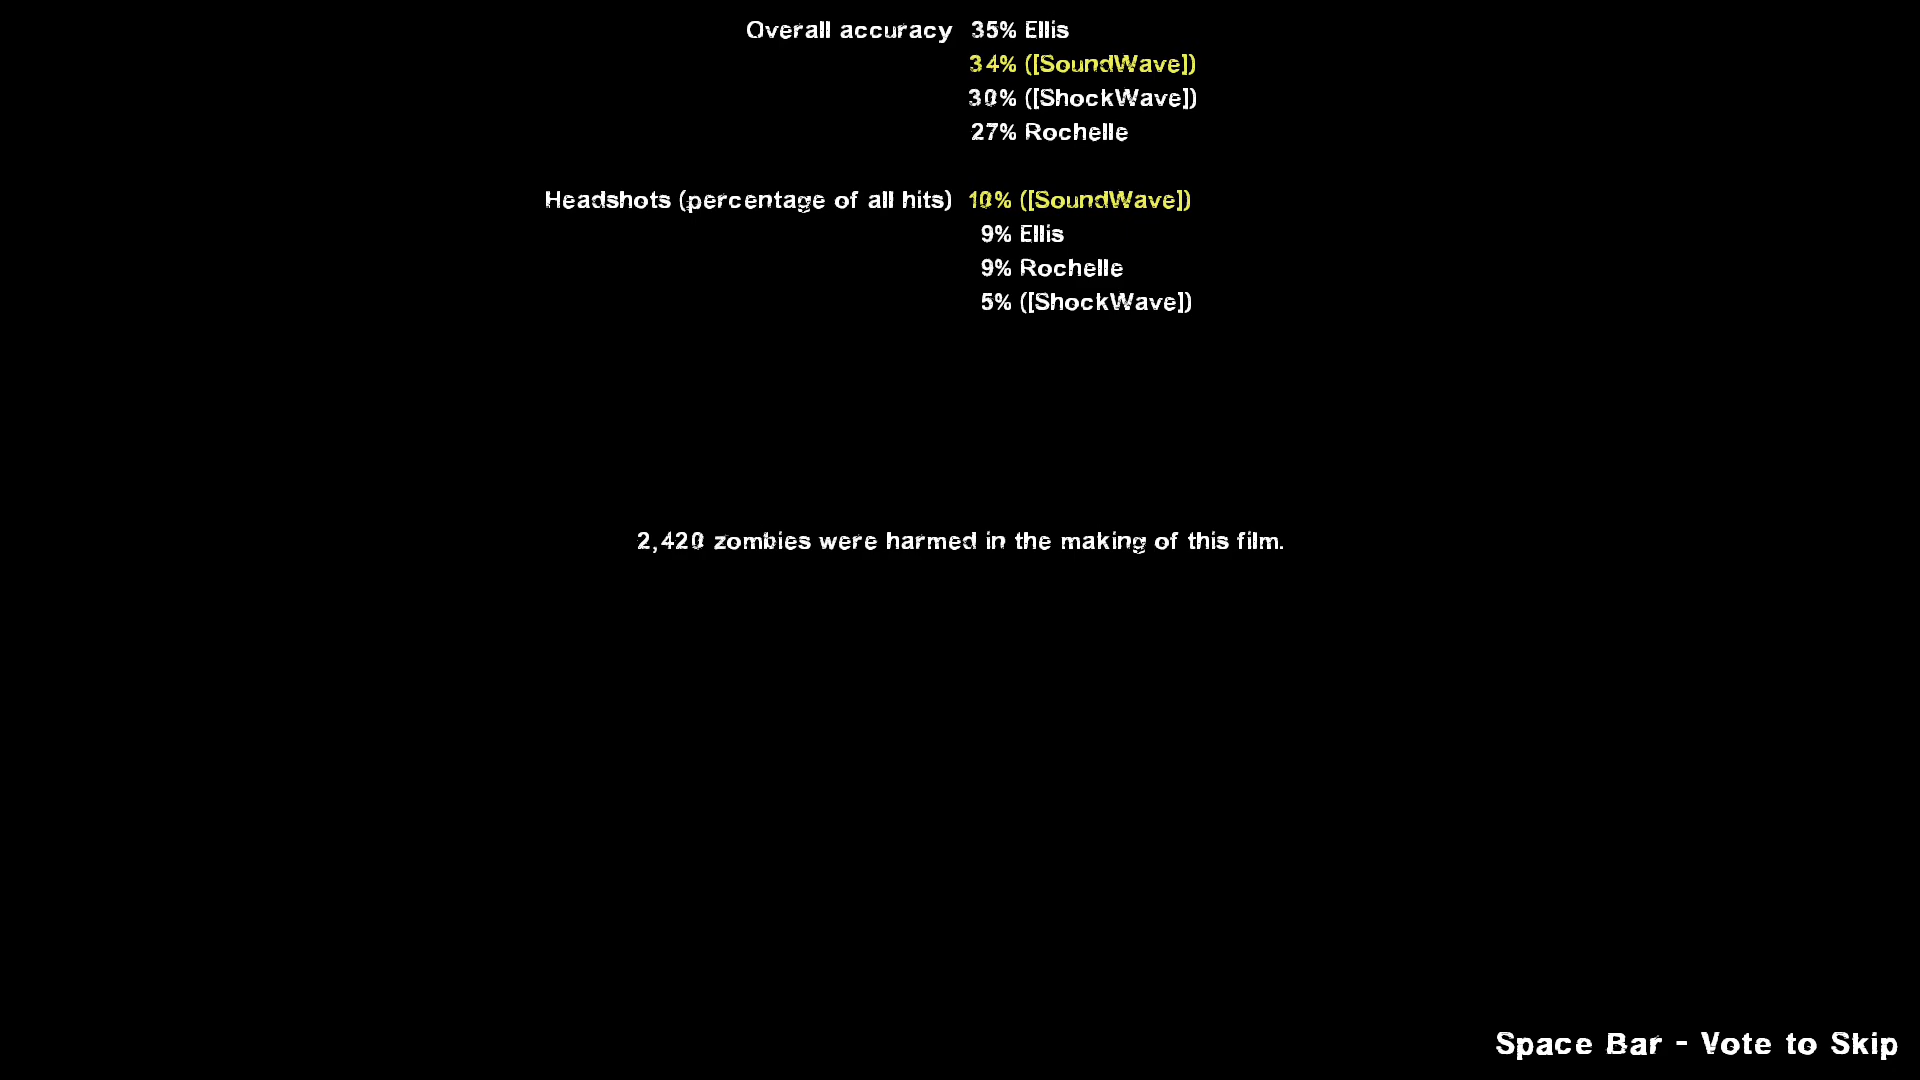 Overall accuracy 35% Ellis
34% ([SoundWave])
30% ([ShockWave])
27% Rochelle
Headshots (percentage of all hits) 10% ([SoundWave])
9% Ellis
9% Rochelle
5% ([ShockWave])
2,420 zombies were harmed in the making of this film.
Space Bar - Vote to Skip